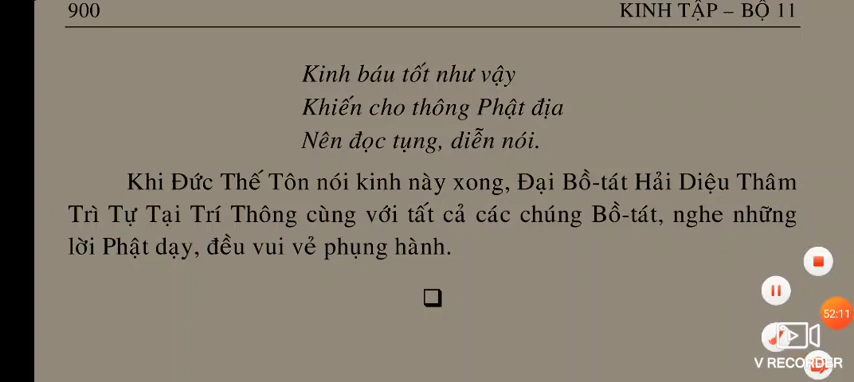 900 KINH TẬP – BỘ 11
Kinh báu tốt như vậy
Khiến cho thông Phật địa
Nên đọc tụng, diễn nói.
Khi Đức Thế Tôn nói kinh này xong, Đại Bồ-tát Hải Diệu Thâm
Trì Tự Tại Trí Thông cùng với tất cả các chúng Bồ-tát, nghe những
lời Phật dạy, đều vui vẻ phụng hành.
52:11
V RECORDER